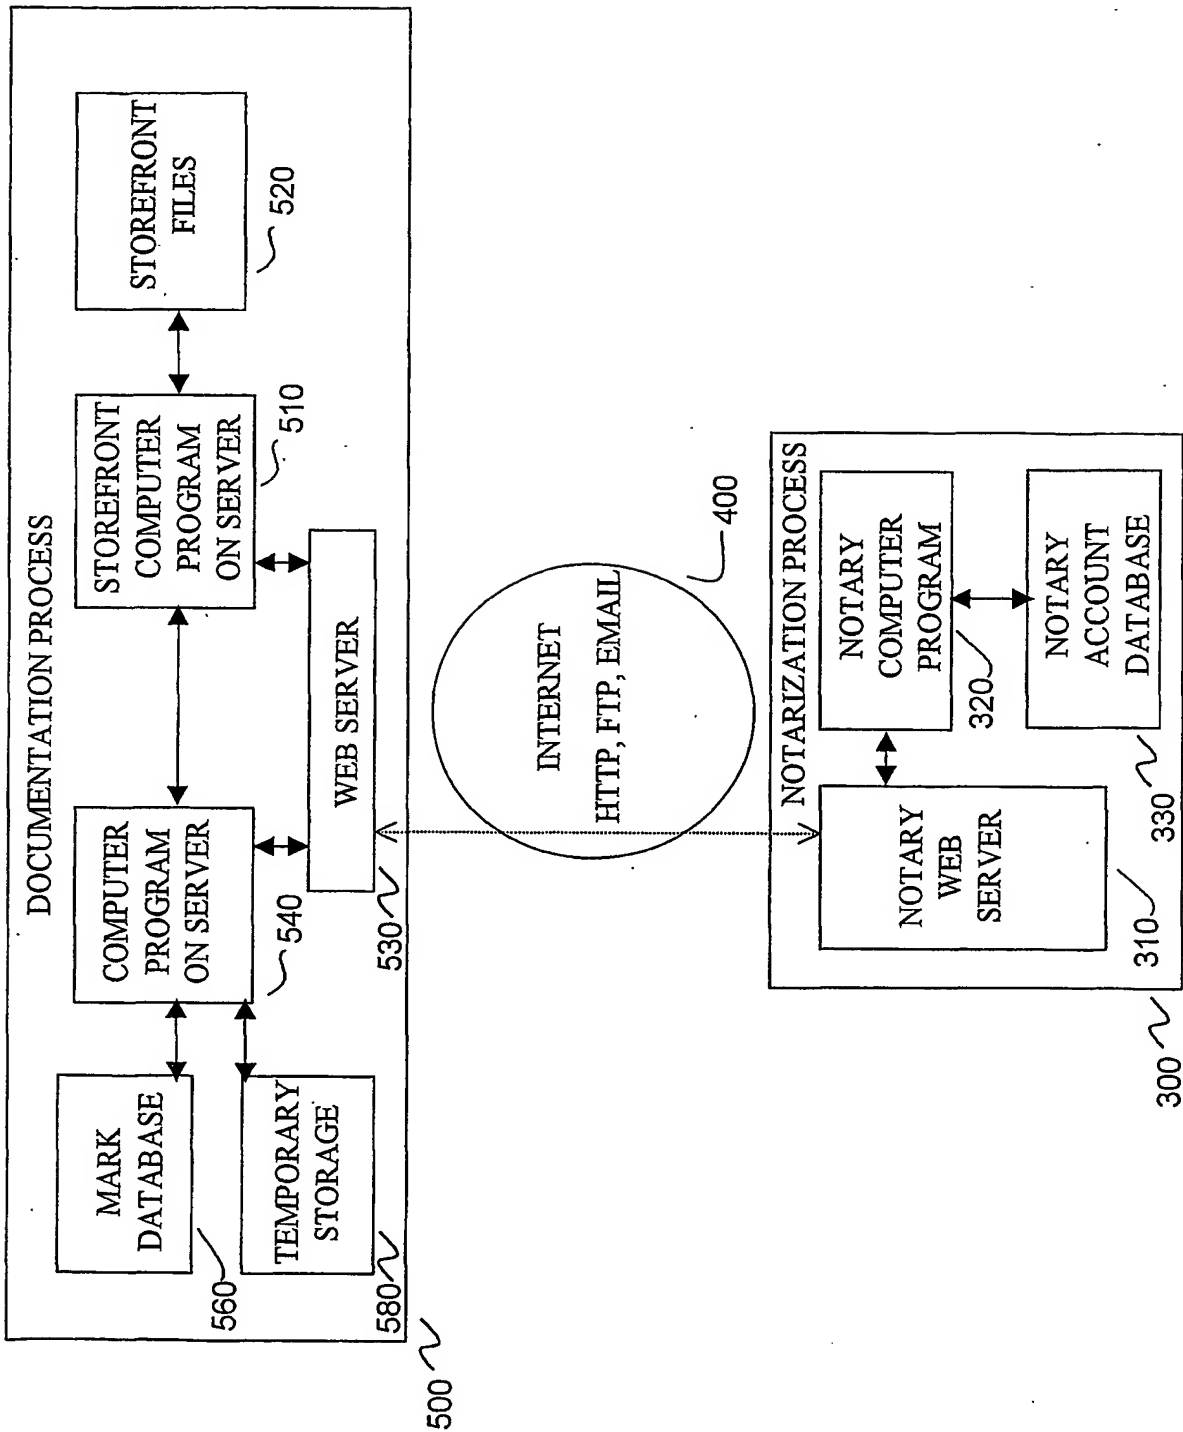 DOCUMENTATION PROCESS
MARK
DATABASE
560
TEMPORARY
STORAGE
580
COMPUTER
PROGRAM
ON SERVER
540
STOREFRONT
COMPUTER
PROGRAM
ON SERVER
510
STOREFRONT
FILES
520
WEB SERVER
530
500
INTERNET
HTTP, FTP, EMAIL
400
NOTARIZATION PROCESS
NOTARY
WEB
SERVER
310
NOTARY
COMPUTER
PROGRAM
320
NOTARY
ACCOUNT
DATABASE
330
300